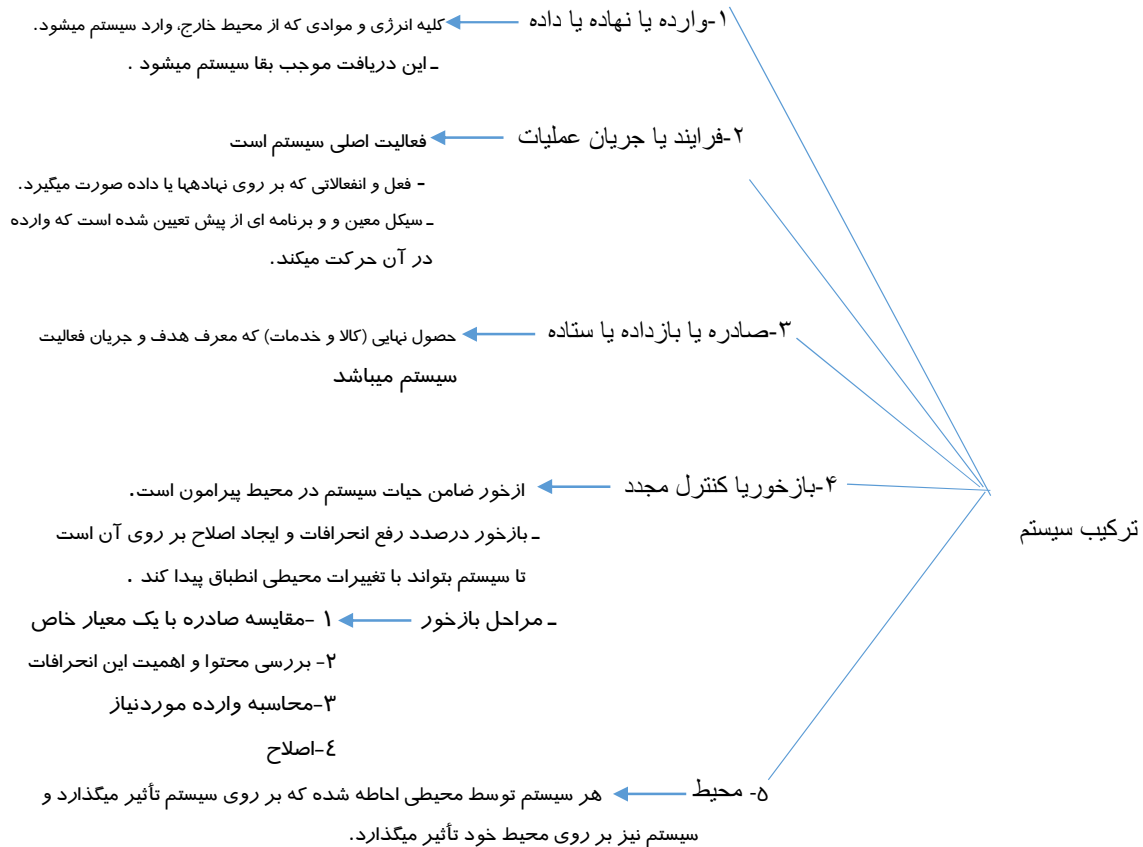 ۱-وارده یا نهاده یا داده
کلیه انرژی و موادی که از محیط خارج، وارد سیستم میشود.
ـ این دریافت موجب بقا سیستم میشود .
۲-فرایند یا جریان عملیات
فعالیت اصلی سیستم است
- فعل و انفعالاتی که بر روی نهادهها یا داده صورت میگیرد.
ـ سیکل معین و و برنامه ای از پیش تعیین شده است که وارده
در آن حرکت میکند.
۳-صادره یا بازداده یا ستاده
حصول نهایی (کالا و خدمات) که معرف هدف و جریان فعالیت
سیستم میباشد
۴-بازخوریا کنترل مجدد
ازخور ضامن حیات سیستم در محیط پیرامون است.
ـ بازخور درصدد رفع انحرافات و ایجاد اصلاح بر روی آن است
تا سیستم بتواند با تغییرات محیطی انطباق پیدا کند .
ترکیب سیستم
ـ مراحل بازخور
۱ -مقایسه صادره با یک معیار خاص
۲- بررسی محتوا و اهمیت این انحرافات
۳-محاسبه وارده موردنیاز
٤-اصلاح
۵- محیط
هر سیستم توسط محیطی احاطه شده که بر روی سیستم تأثیر میگذارد و
سیستم نیز بر روی محیط خود تأثیر میگذارد.